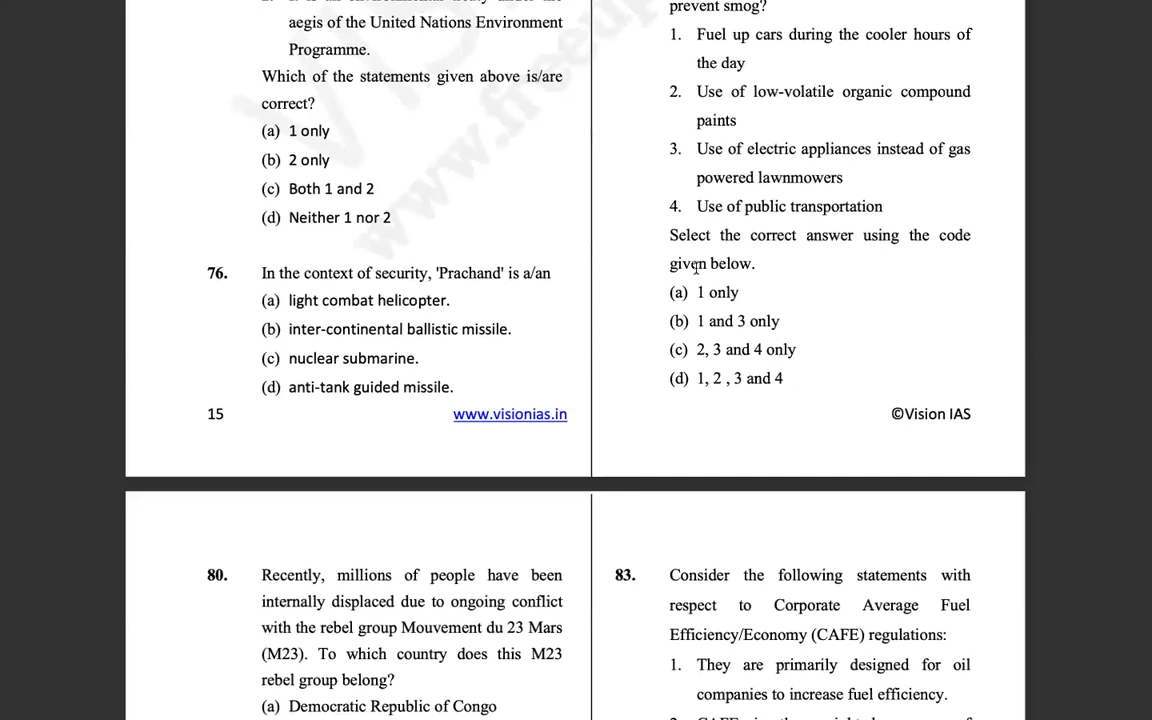 aegis of the United Nations Environment
Programme.
Which of the statements given above is/are
correct?
(a) 1 only
(b) 2 only
(c) Both 1 and 2
(d) Neither 1 nor 2
76. In the context of security, 'Prachand' is a/an
(a) light combat helicopter.
(b) inter-continental ballistic missile.
(c) nuclear submarine.
(d) anti-tank guided missile.
prevent smog?
1. Fuel up cars during the cooler hours of
the day
2. Use of low-volatile organic compound
paints
3. Use of electric appliances instead of gas
powered lawnmowers
4. Use of public transportation
Select the correct answer using the code
given below.
(a) 1 only
(b) 1 and 3 only
(c) 2, 3 and 4 only
(d) 1, 2 , 3 and 4
15 www.visionias.in ©Vision IAS
80. Recently, millions of people have been
internally displaced due to ongoing conflict
with the rebel group Mouvement du 23 Mars
(M23). To which country does this M23
rebel group belong?
(a) Democratic Republic of Congo
83. Consider the following statements with
respect to Corporate Average Fuel
Efficiency/Economy (CAFE) regulations:
1. They are primarily designed for oil
companies to increase fuel efficiency.